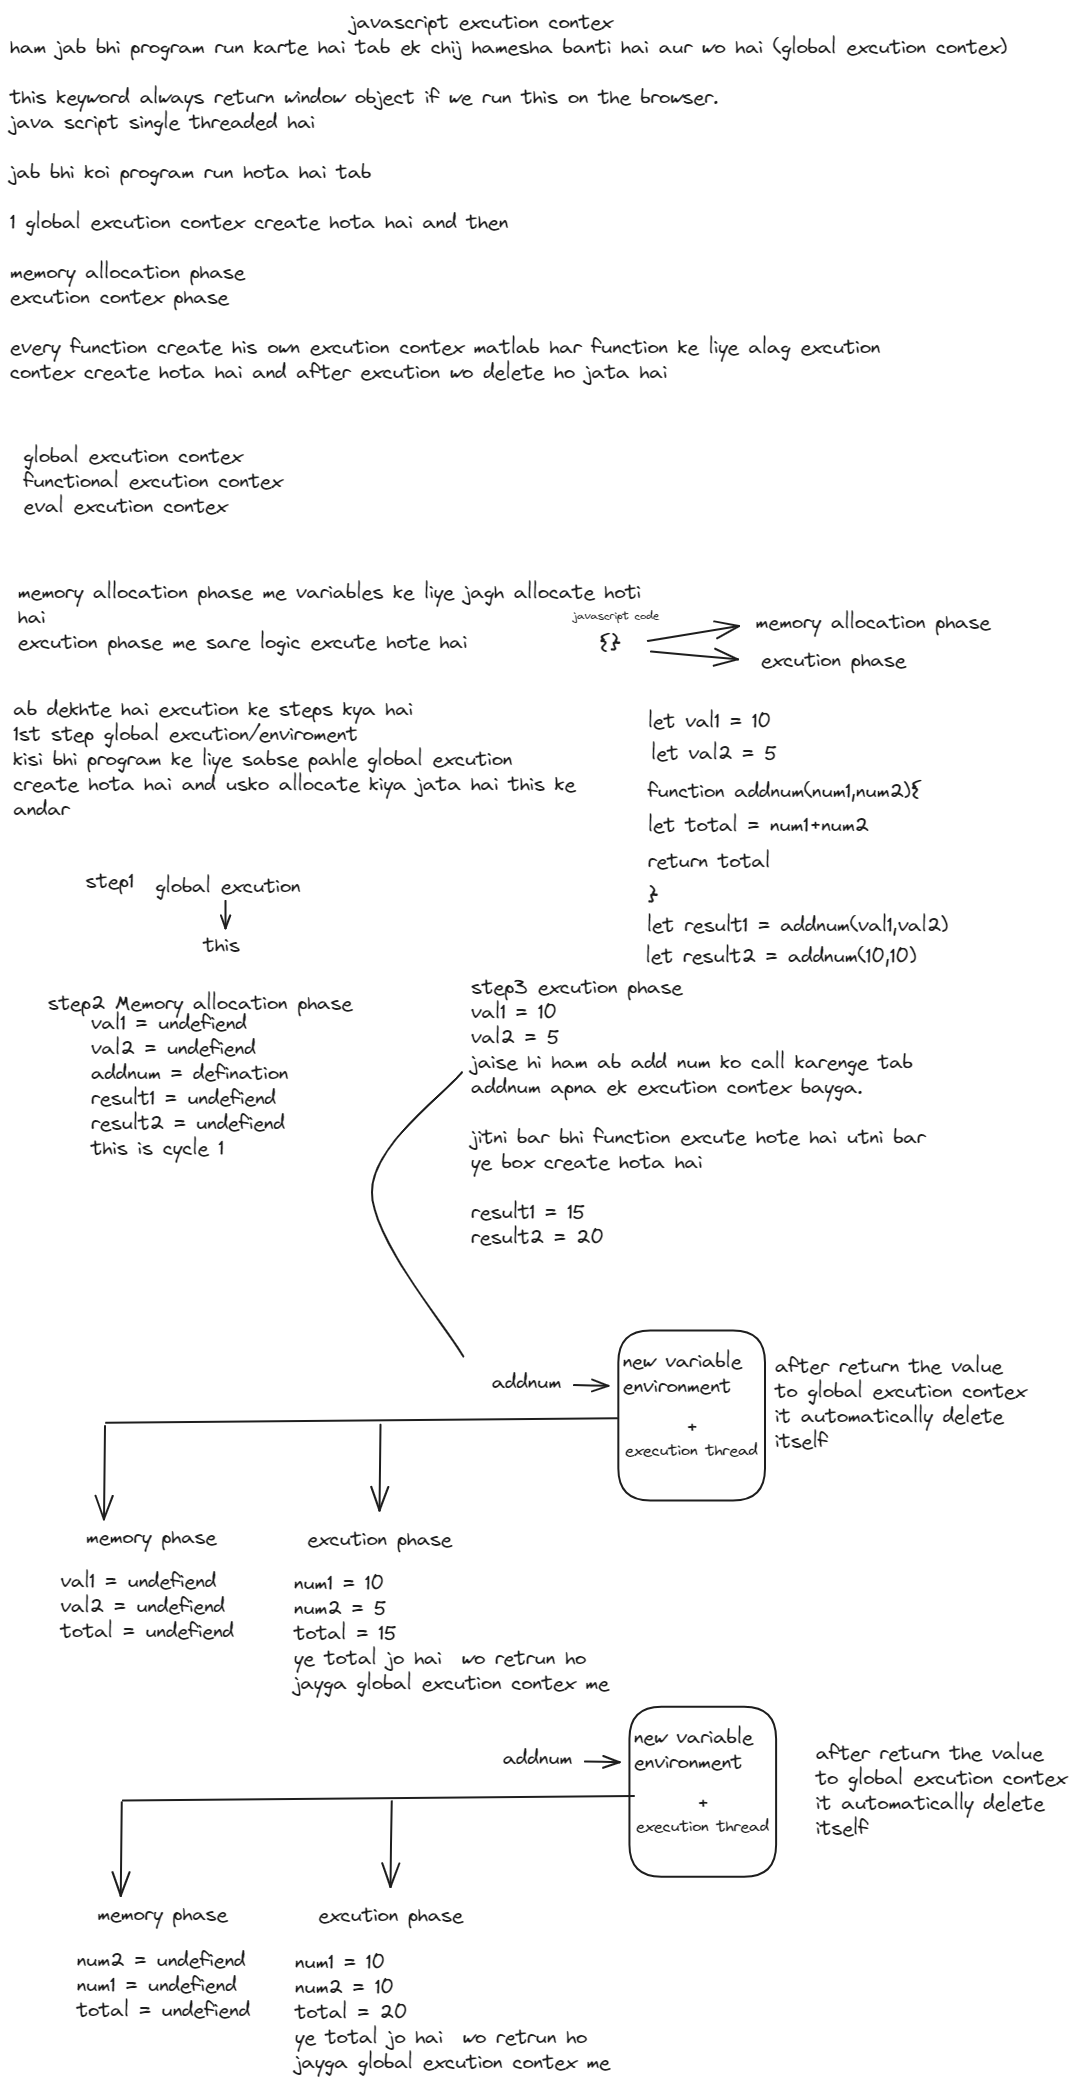 javascript excution contex
ham jab bhi program run karte hai tab ek chij hamesha banti hai aur wo hai (global excution contex)
this keyword always return window object if we run this on the browser.
java script single threaded hai
jab bhi koi program run hota hai tab
1 global excution contex create hota hai and then
memory allocation phase
excution contex phase
every function create his own excution contex matlab har function ke liye alag excution
contex create hota hai and after excution wo delete ho jata hai
global excution contex
functional excution contex
eval excution contex
memory allocation phase me variables ke liye jagh allocate hoti
hai
excution phase me sare logic excute hote hai
javascript code
{}
memory allocation phase
excution phase
ab dekhte hai excution ke steps kya hai
1st step global excution/enviroment
kisi bhi program ke liye sabse pahle global excution
create hota hai and usko allocate kiya jata hai this ke
andar
let val1 = 10
let val2 = 5
function addnum(num1,num2){
let total = num1+num2
return total
}
let result1 = addnum(val1,val2)
let result2 = addnum(10,10)
step1 global excution
this
step2 Memory allocation phase
val1 = undefiend
val2 = undefiend
addnum = defination
result1 = undefiend
result2 = undefiend
this is cycle 1
step3 excution phase
val1 = 10
val2 = 5
jaise hi ham ab add num ko call karenge tab
addnum apna ek excution contex bayga.
jitni bar bhi function excute hote hai utni bar
ye box create hota hai
result1 = 15
result2 = 20
addnum
new variable
environment
+
execution thread
after return the value
to global excution contex
it automatically delete
itself
memory phase
val1 = undefiend
val2 = undefiend
total = undefiend
excution phase
num1 = 10
num2 = 5
total = 15
ye total jo hai wo retrun ho
jayga global excution contex me
addnum
new variable
environment
+
execution thread
after return the value
to global excution contex
it automatically delete
itself
memory phase
num2 = undefiend
num1 = undefiend
total = undefiend
excution phase
num1 = 10
num2 = 10
total = 20
ye total jo hai wo retrun ho
jayga global excution contex me